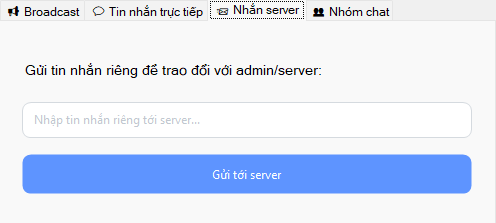 Broadcast Tin nhắn trực tiếp Nhắn server Nhóm chat
Gửi tin nhắn riêng để trao đổi với admin/server:
Nhập tin nhắn riêng tới server...
Gửi tới server